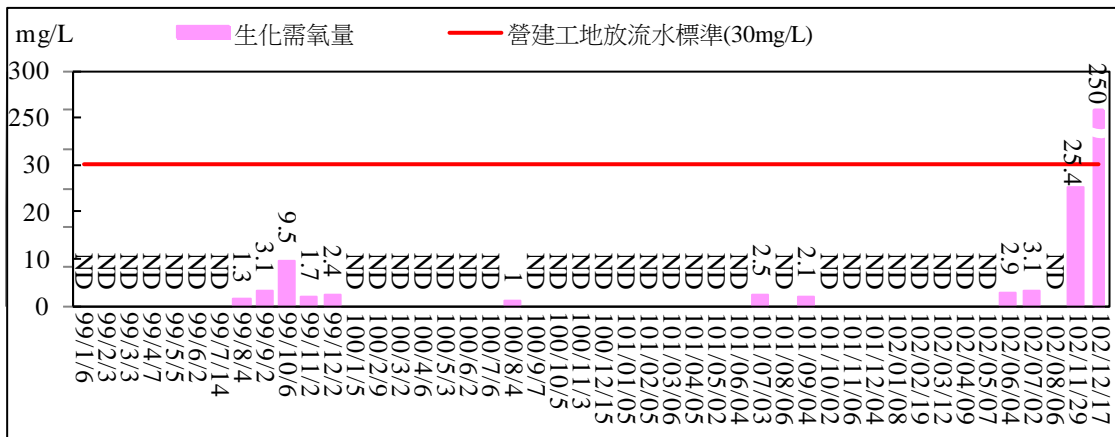 mg/L
生化需氧量
營建工地放流水標準(30mg/L)
300
250
30
20
10
0
ND
ND
ND
ND
ND
ND
ND
1.3
3.1
9.5
1.7
2.4
ND
ND
ND
ND
ND
ND
ND
1
ND
ND
ND
ND
ND
ND
ND
ND
ND
ND
2.5
ND
2.1
ND
ND
ND
ND
ND
ND
ND
ND
2.9
3.1
ND
25.4
250
99/1/6
99/2/3
99/3/3
99/4/7
99/5/5
99/6/2
99/7/14
99/8/4
99/9/2
99/10/6
99/11/2
99/12/2
100/1/5
100/2/9
100/3/2
100/4/6
100/5/3
100/6/2
100/7/6
100/8/4
100/9/7
100/10/5
100/11/3
100/12/15
101/01/05
101/02/05
101/03/06
101/04/05
101/05/02
101/06/04
101/07/03
101/08/06
101/09/04
101/10/02
101/11/06
101/12/04
102/01/08
102/02/19
102/03/12
102/04/09
102/05/07
102/06/04
102/07/02
102/08/06
102/11/29
102/12/17